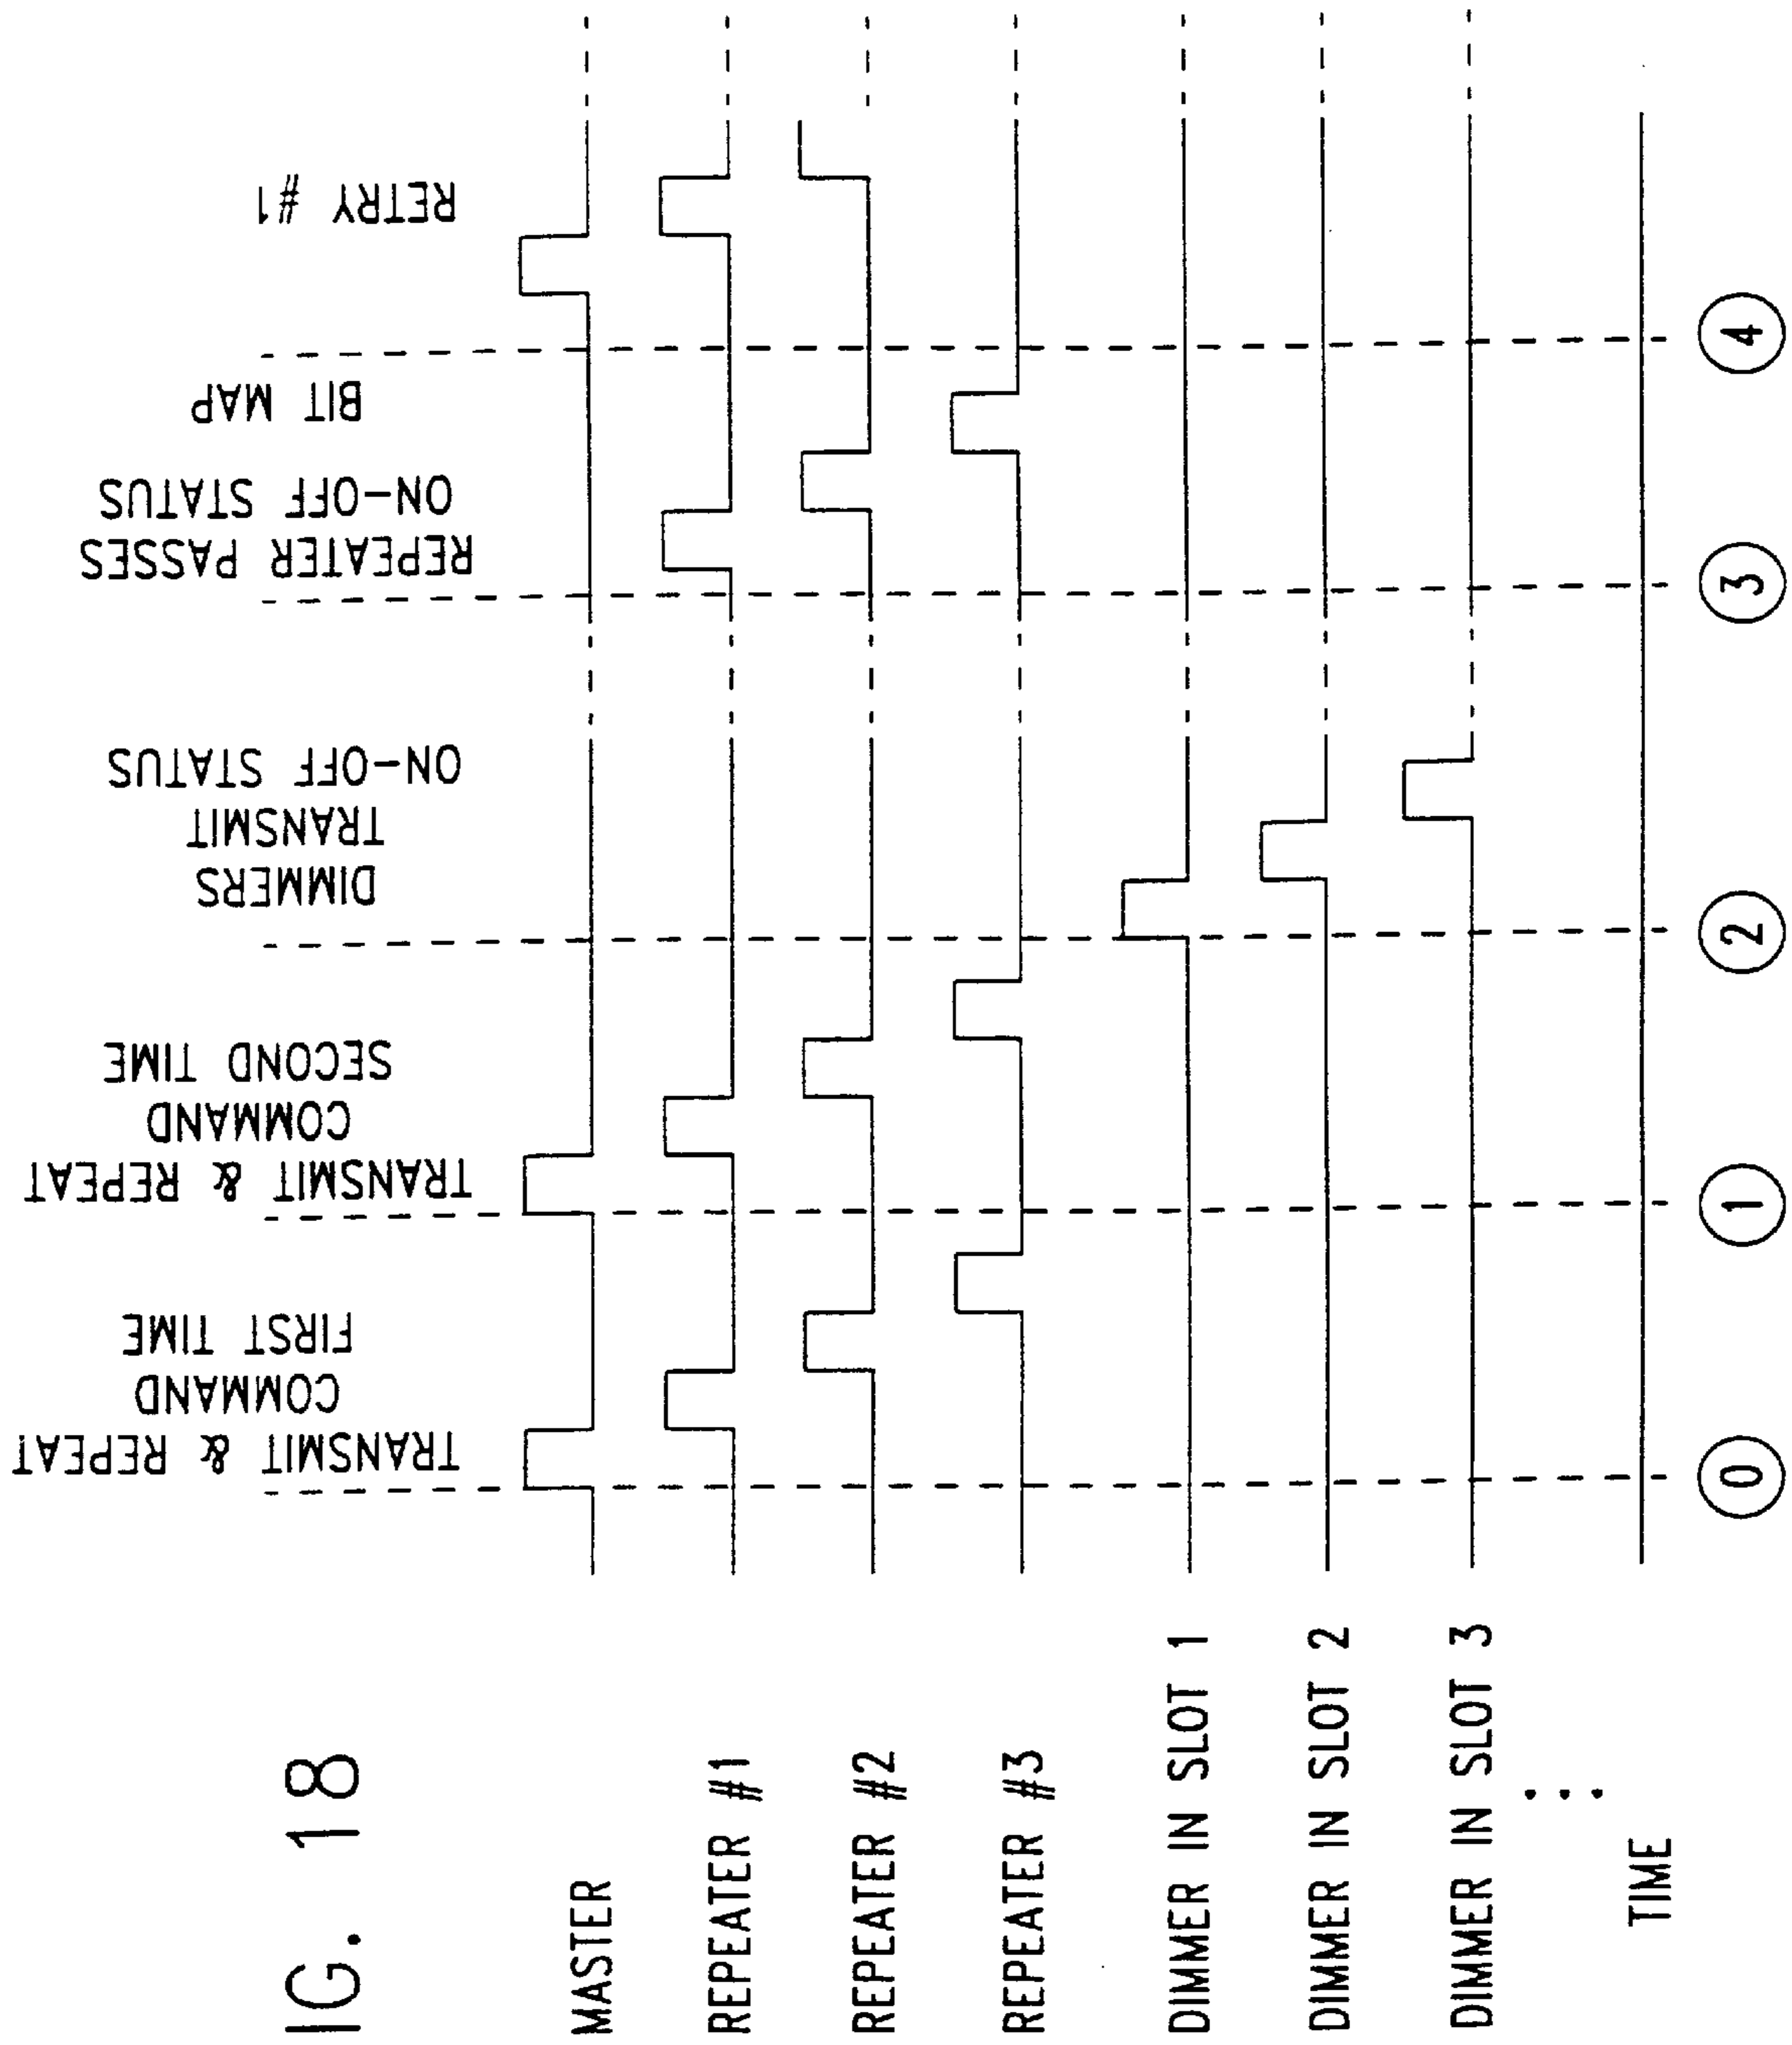 IG. 18
TRANSMIT & REPEAT
COMMAND
FIRST TIME
TRANSMIT & REPEAT
COMMAND
SECOND TIME
DIMMERS
TRANSMIT
ON-OFF STATUS
REPEATER PASSES
ON-OFF STATUS
BIT MAP
RETRY #1
MASTER
REPEATER #1
REPEATER #2
REPEATER #3
DIMMER IN SLOT 1
DIMMER IN SLOT 2
DIMMER IN SLOT 3
TIME
0 1 2 3 4